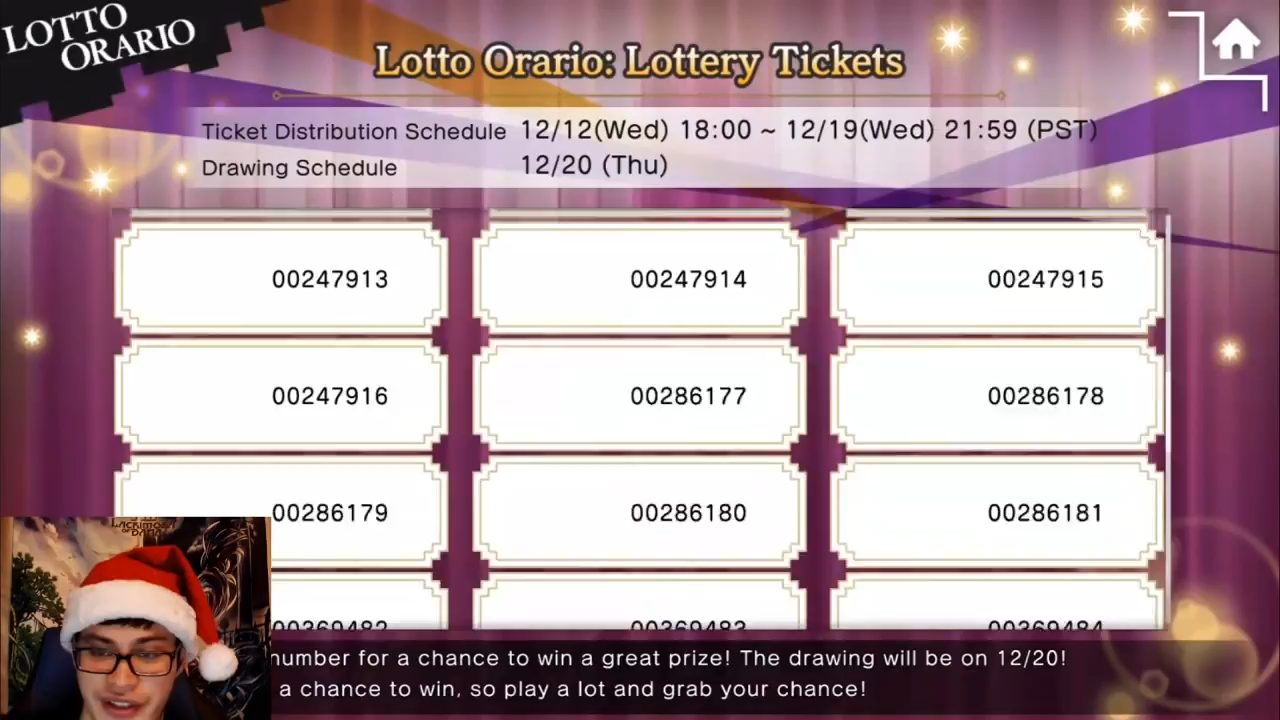 LOTTO
ORARIO
Lotto Orario: Lottery Tickets
Ticket Distribution Schedule 12/12(Wed) 18:00 ~ 12/19(Wed) 21:59 (PST)
Drawing Schedule 12/20 (Thu)
00247913 00247914 00247915
00247916 00286177 00286178
00286179 00286180 00286181
00369482 00369483 00369484
number for a chance to win a great prize! The drawing will be on 12/20!
a chance to win, so play a lot and grab your chance!